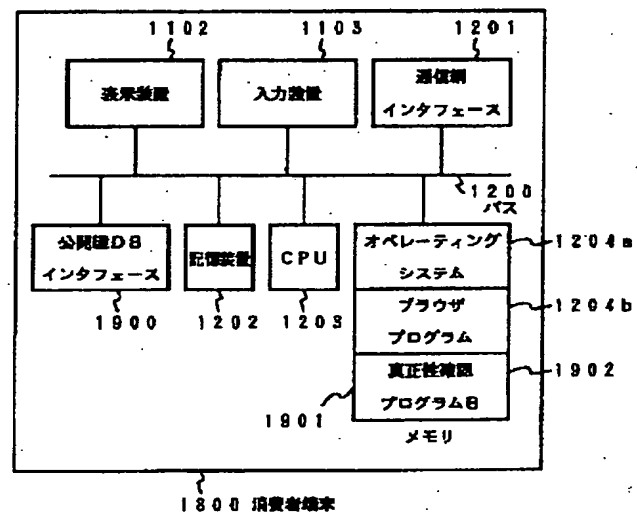 1102
1103
1201
表示装置
入力装置
通信網
インタフェース
1200
バス
公開鍵DB
インタフェース
記憶装置
CPU
オペレーティング
システム
1204a
ブラウザ
プログラム
1204b
真正性確認
プログラムB
1902
1900
1202
1203
1901
メモリ
1800 消費者端末